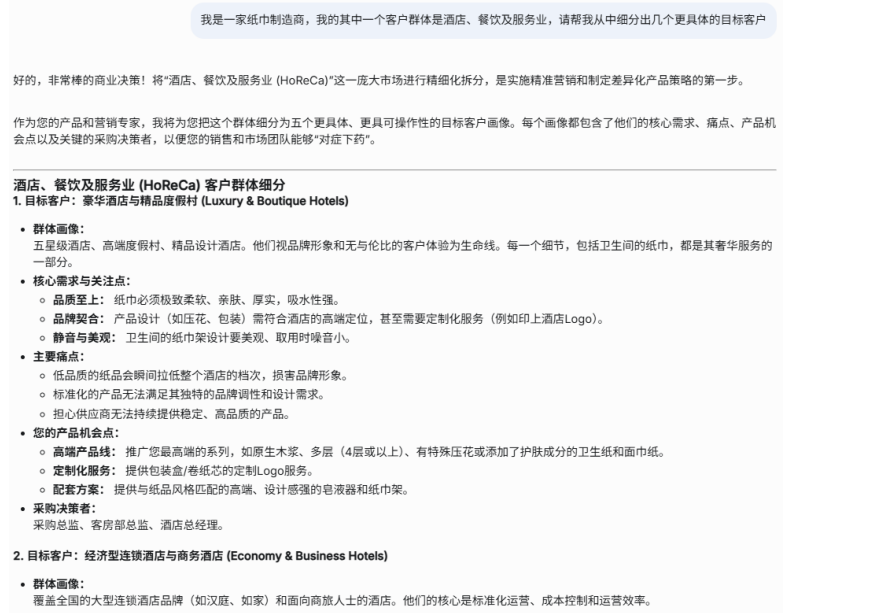 我是一家纸巾制造商，我的其中一个客户群体是酒店、餐饮及服务业，请帮我从中细分出几个更具体的目标客户
好的，非常棒的商业决策！将“酒店、餐饮及服务业 (HoReCa)”这一庞大市场进行精细化拆分，是实施精准营销和制定差异化产品策略的第一步。
作为您的产品和营销专家，我将为您把这个群体细分为五个更具体、更具可操作性的目标客户画像。每个画像都包含了他们的核心需求、痛点、产品机
会点以及关键的采购决策者，以便您的销售和市场团队能够“对症下药”。
酒店、餐饮及服务业 (HoReCa) 客户群体细分
1. 目标客户：豪华酒店与精品度假村 (Luxury & Boutique Hotels)
• 群体画像：
五星级酒店、高端度假村、精品设计酒店。他们视品牌形象和无与伦比的客户体验为生命线。每一个细节，包括卫生间的纸巾，都是其奢华服务的
一部分。
• 核心需求与关注点：
◦ 品质至上： 纸巾必须极致柔软、亲肤、厚实，吸水性强。
◦ 品牌契合： 产品设计（如压花、包装）需符合酒店的高端定位，甚至需要定制化服务（例如印上酒店Logo）。
◦ 静音与美观： 卫生间的纸巾架设计要美观、取用时噪音小。
• 主要痛点：
◦ 低品质的纸品会瞬间拉低整个酒店的档次，损害品牌形象。
◦ 标准化的产品无法满足其独特的品牌调性和设计需求。
◦ 担心供应商无法持续提供稳定、高品质的产品。
• 您的产品机会点：
◦ 高端产品线： 推广您最高端的系列，如原生木浆、多层（4层或以上）、有特殊压花或添加了护肤成分的卫生纸和面巾纸。
◦ 定制化服务： 提供包装盒/卷纸芯的定制Logo服务。
◦ 配套方案： 提供与纸品风格匹配的高端、设计感强的皂液器和纸巾架。
• 采购决策者：
采购总监、客房部总监、酒店总经理。
2. 目标客户：经济型连锁酒店与商务酒店 (Economy & Business Hotels)
• 群体画像：
覆盖全国的大型连锁酒店品牌（如汉庭、如家）和面向商旅人士的酒店。他们的核心是标准化运营、成本控制和运营效率。